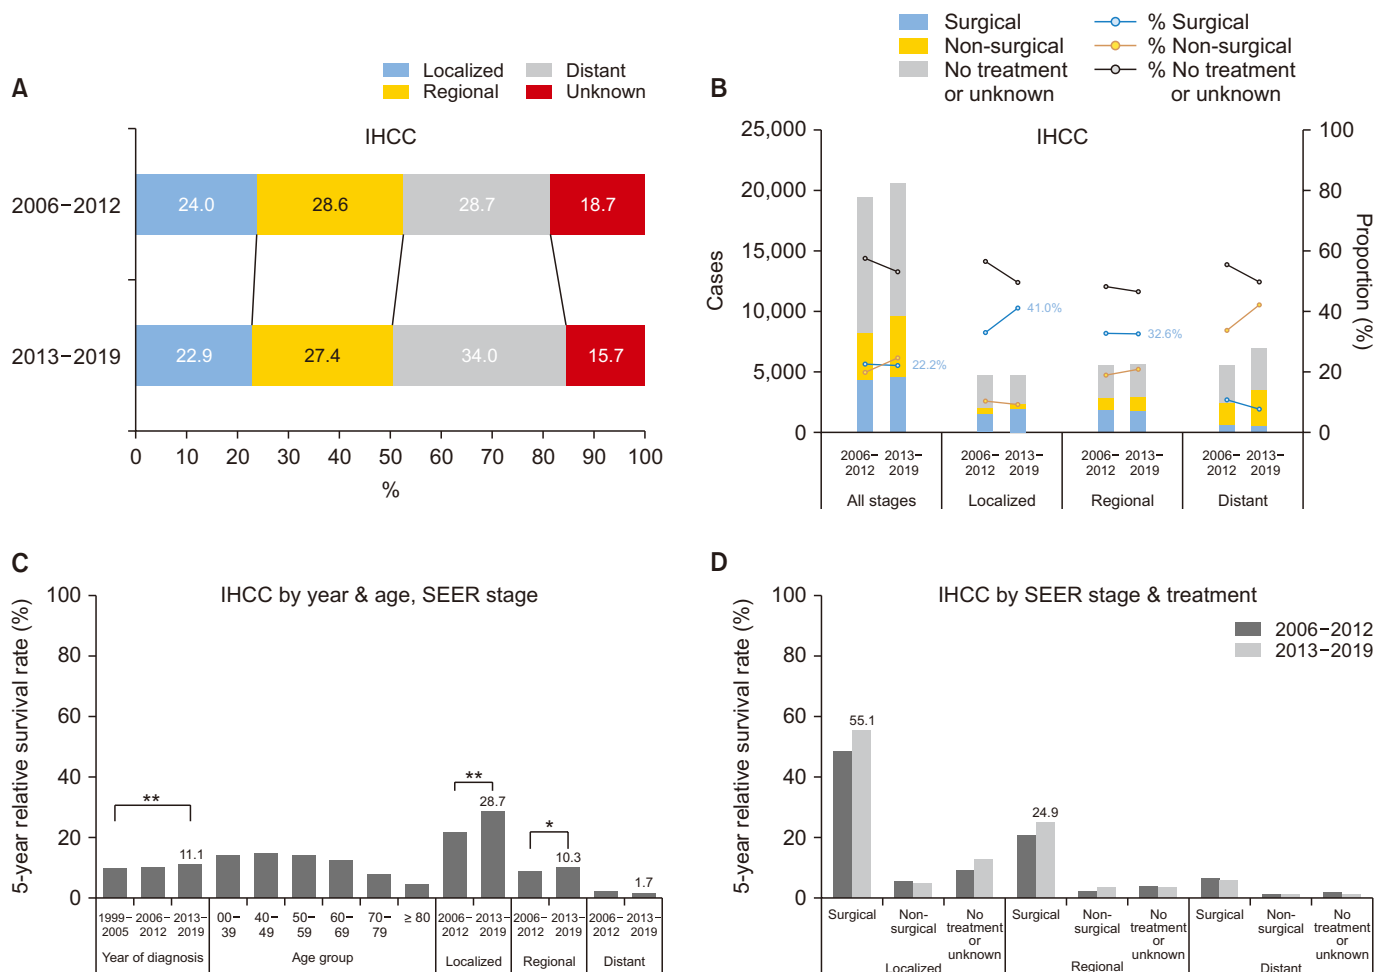 A
Localized
Distant
Regional
Unknown
IHCC
2006–2012
24.0
28.6
28.7
18.7
2013–2019
22.9
27.4
34.0
15.7
0 10 20 30 40 50 60 70 80 90 100
%
B
Surgical
% Surgical
Non-surgical
% Non-surgical
No treatment
or unknown
% No treatment
or unknown
IHCC
Cases
25,000
20,000
15,000
10,000
5,000
0
Proportion (%)
100
80
60
40
20
0
22.2%
41.0%
32.6%
2006–
2012
2013–
2019
2006–
2012
2013–
2019
2006–
2012
2013–
2019
2006–
2012
2013–
2019
All stages
Localized
Regional
Distant
C
IHCC by year & age, SEER stage
5-year relative survival rate (%)
100
80
60
40
20
0
**
11.1
**
28.7
*
10.3
1.7
1999–
2005
2006–
2012
2013–
2019
00–
39
40–
49
50–
59
60–
69
70–
79
≥ 80
2006–
2012
2013–
2019
2006–
2012
2013–
2019
2006–
2012
2013–
2019
Year of diagnosis
Age group
Localized
Regional
Distant
D
IHCC by SEER stage & treatment
2006–2012
2013–2019
5-year relative survival rate (%)
100
80
60
40
20
0
55.1
24.9
Surgical
Non-
surgical
No
treatment
or
unknown
Surgical
Non-
surgical
No
treatment
or
unknown
Surgical
Non-
surgical
No
treatment
or
unknown
Localized
Regional
Distant